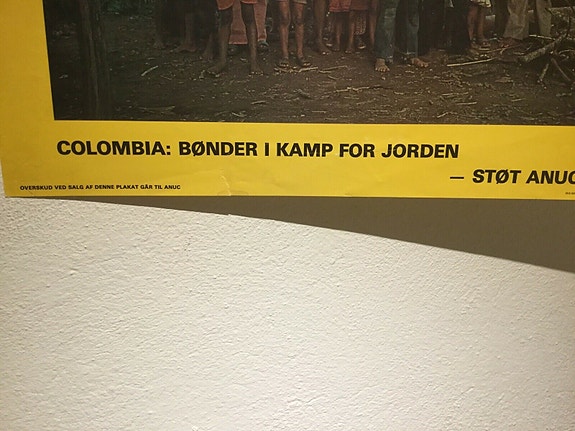 COLOMBIA: BØNDER I KAMP FOR JORDEN
— STØT ANUC
OVERSKUD VED SALG AF DENNE PLAKAT GÅR TIL ANUC